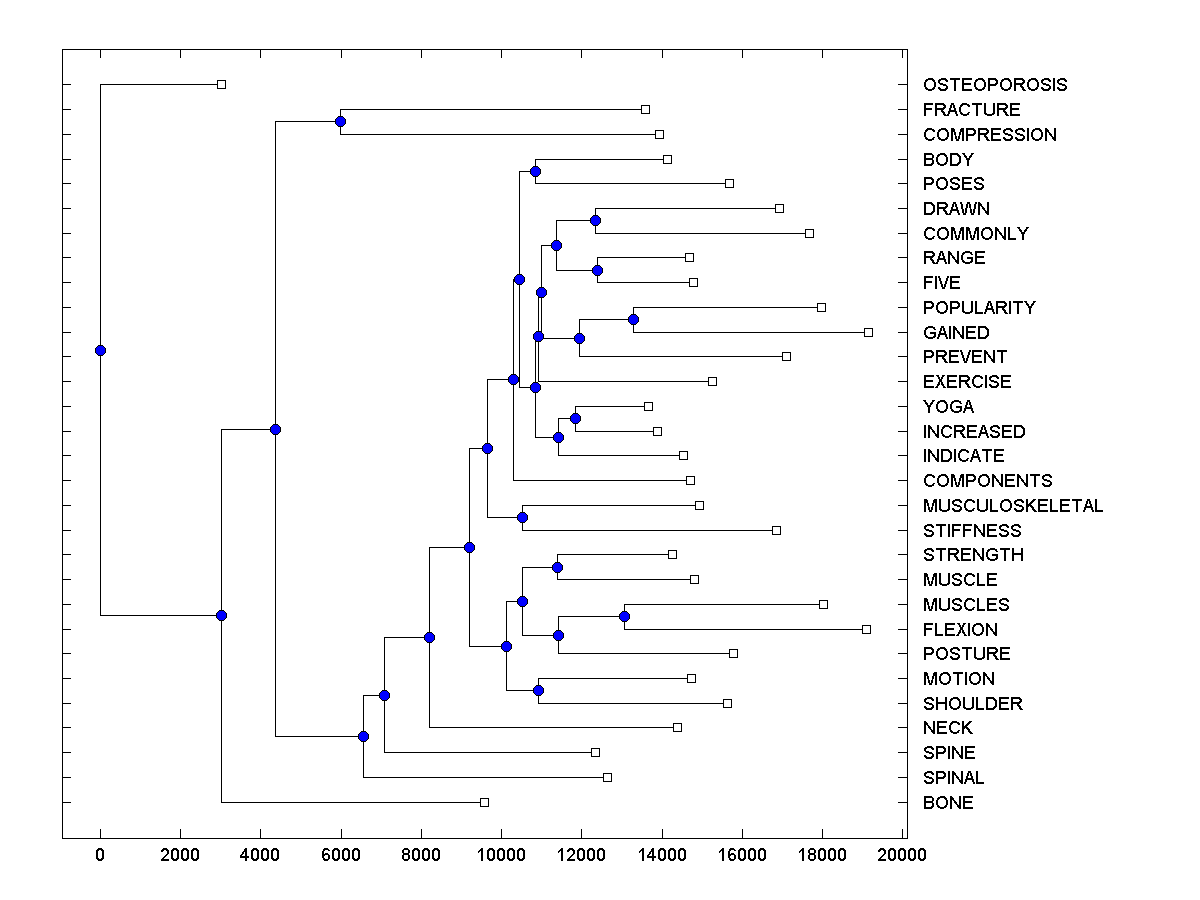 OSTEOPOROSIS
FRACTURE
COMPRESSION
BODY
POSES
DRAWN
COMMONLY
RANGE
FIVE
POPULARITY
GAINED
PREVENT
EXERCISE
YOGA
INCREASED
INDICATE
COMPONENTS
MUSCULOSKELETAL
STIFFNESS
STRENGTH
MUSCLE
MUSCLES
FLEXION
POSTURE
MOTION
SHOULDER
NECK
SPINE
SPINAL
BONE
0 2000 4000 6000 8000 10000 12000 14000 16000 18000 20000